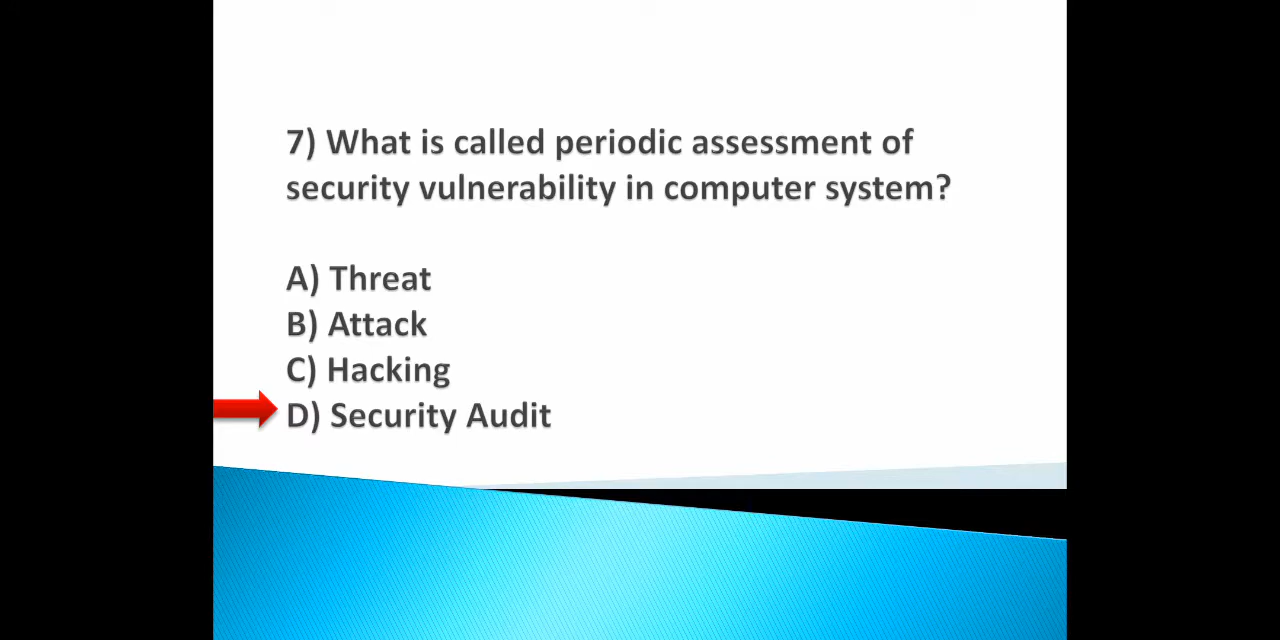 7) What is called periodic assessment of
security vulnerability in computer system?
A) Threat
B) Attack
C) Hacking
D) Security Audit